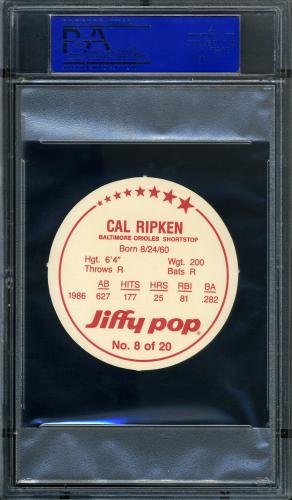 PSA
CAL RIPKEN
BALTIMORE ORIOLES SHORTSTOP
Born 8/24/60
Hgt. 6'4" Wgt. 200
Throws R Bats R
AB HITS HRS RBI BA
1986 627 177 25 81 .282
Jiffy pop®
No. 8 of 20